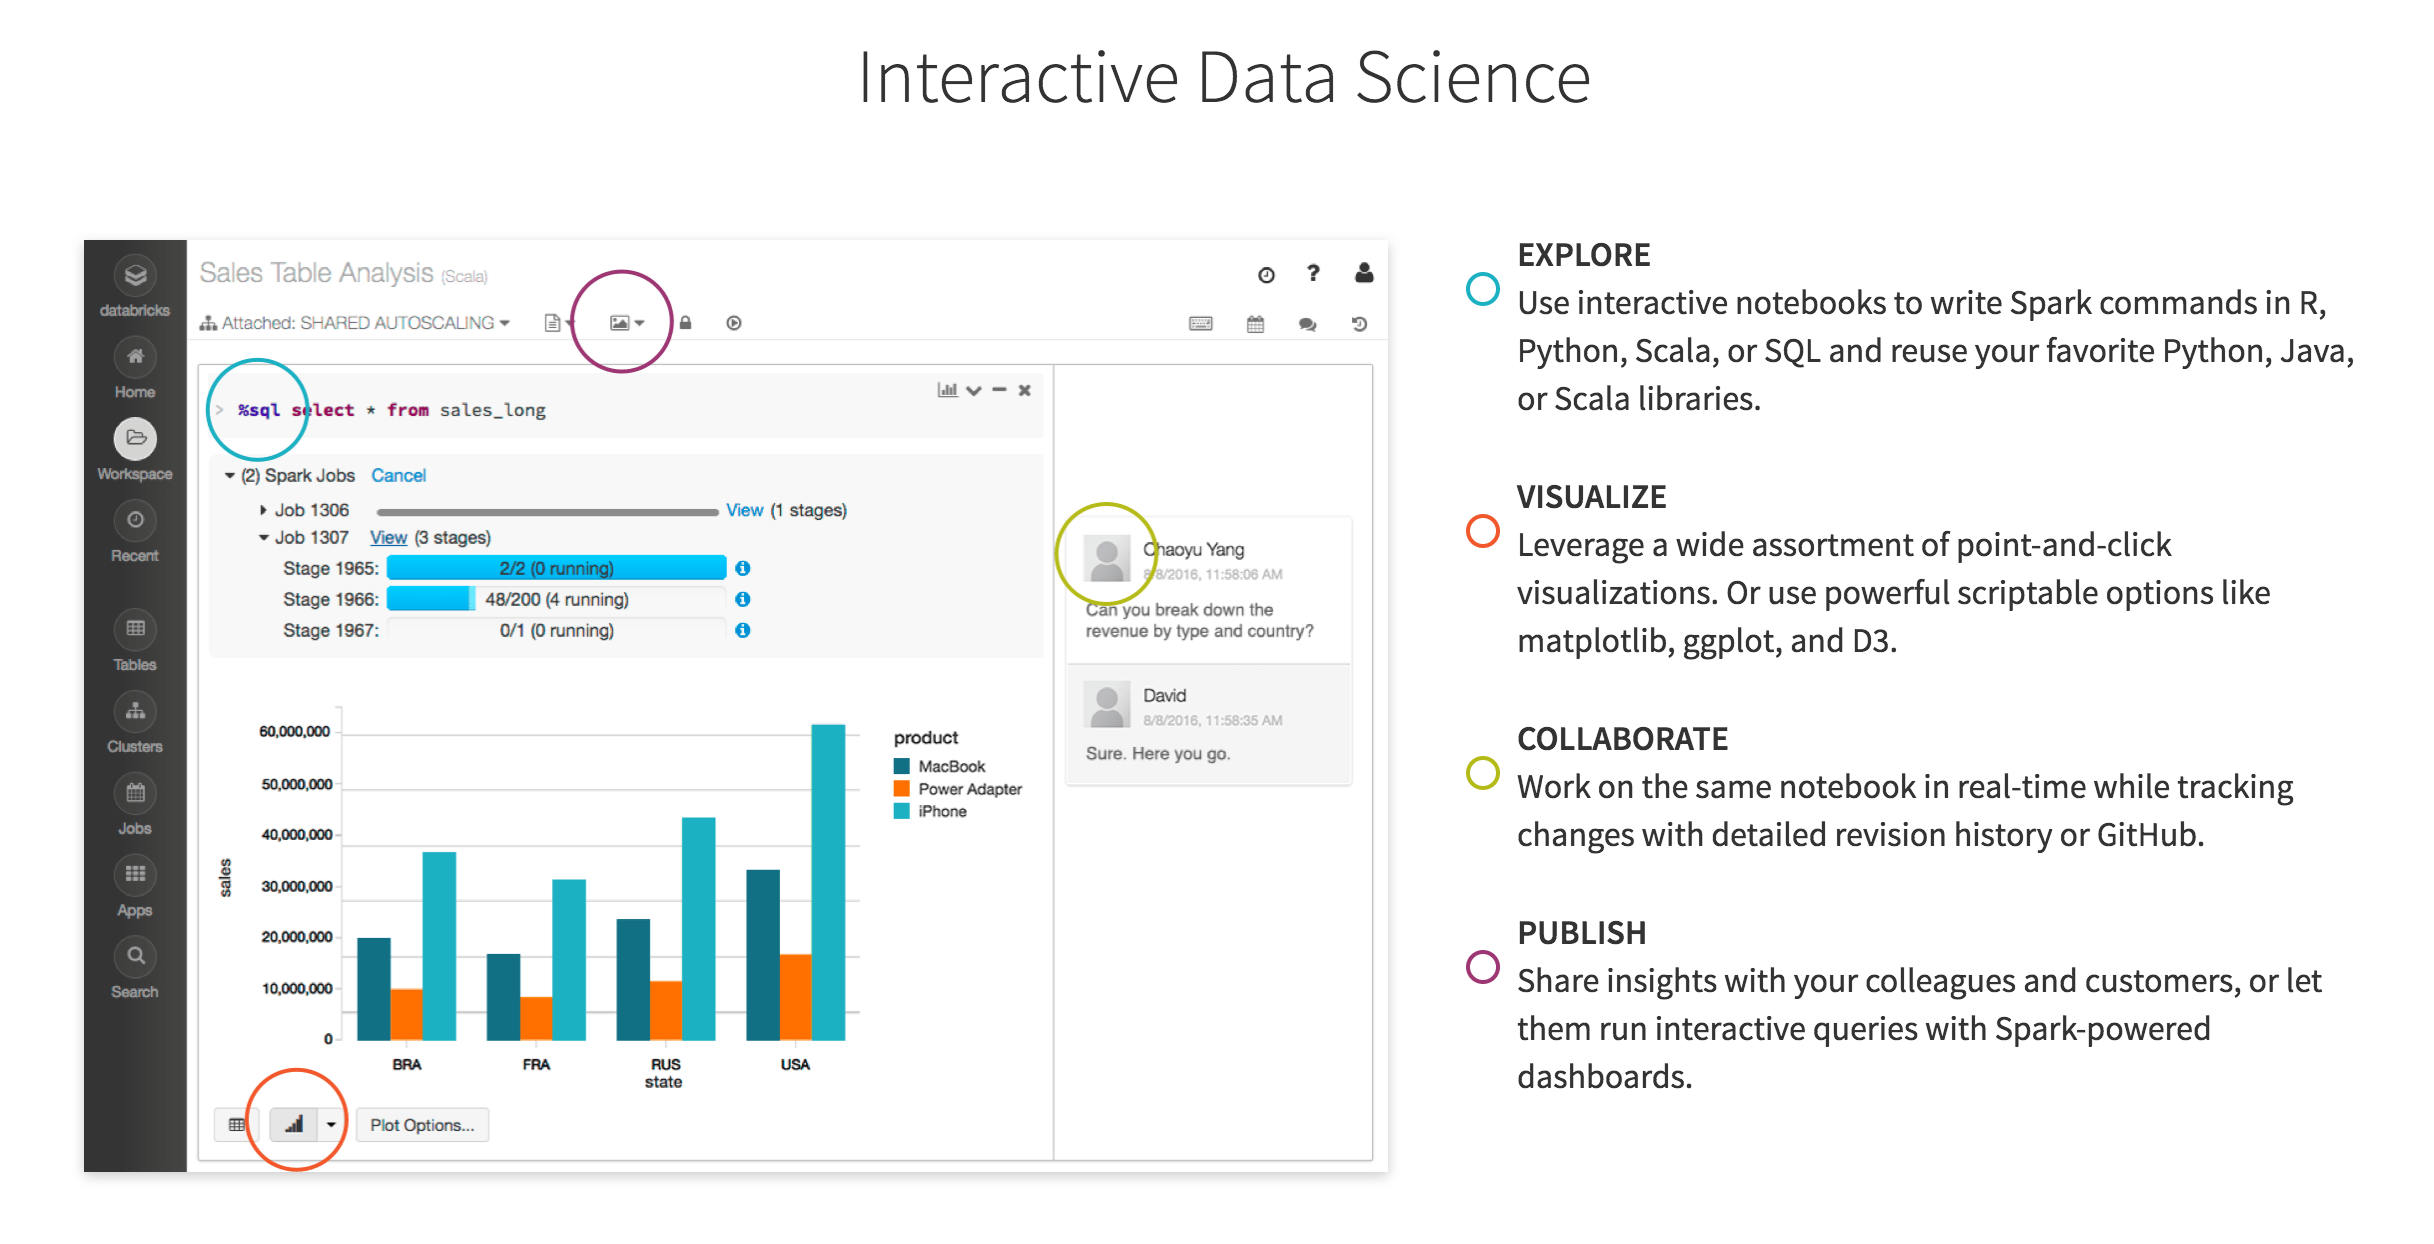 Interactive Data Science
databricks
Home
Workspace
Recent
Tables
Clusters
Jobs
Apps
Search
Sales Table Analysis (Scala)
?
Attached: SHARED AUTOSCALING
> %sql select * from sales_long
(2) Spark Jobs Cancel
Job 1306 View (1 stages)
Job 1307 View (3 stages)
Stage 1965: 2/2 (0 running)
Stage 1966: 48/200 (4 running)
Stage 1967: 0/1 (0 running)
60,000,000
50,000,000
40,000,000
30,000,000
20,000,000
10,000,000
0
sales
BRA FRA RUS USA
state
product
MacBook
Power Adapter
iPhone
Plot Options...
Chaoyu Yang
8/8/2016, 11:58:06 AM
Can you break down the
revenue by type and country?
David
8/8/2016, 11:58:35 AM
Sure. Here you go.
EXPLORE
Use interactive notebooks to write Spark commands in R,
Python, Scala, or SQL and reuse your favorite Python, Java,
or Scala libraries.
VISUALIZE
Leverage a wide assortment of point-and-click
visualizations. Or use powerful scriptable options like
matplotlib, ggplot, and D3.
COLLABORATE
Work on the same notebook in real-time while tracking
changes with detailed revision history or GitHub.
PUBLISH
Share insights with your colleagues and customers, or let
them run interactive queries with Spark-powered
dashboards.